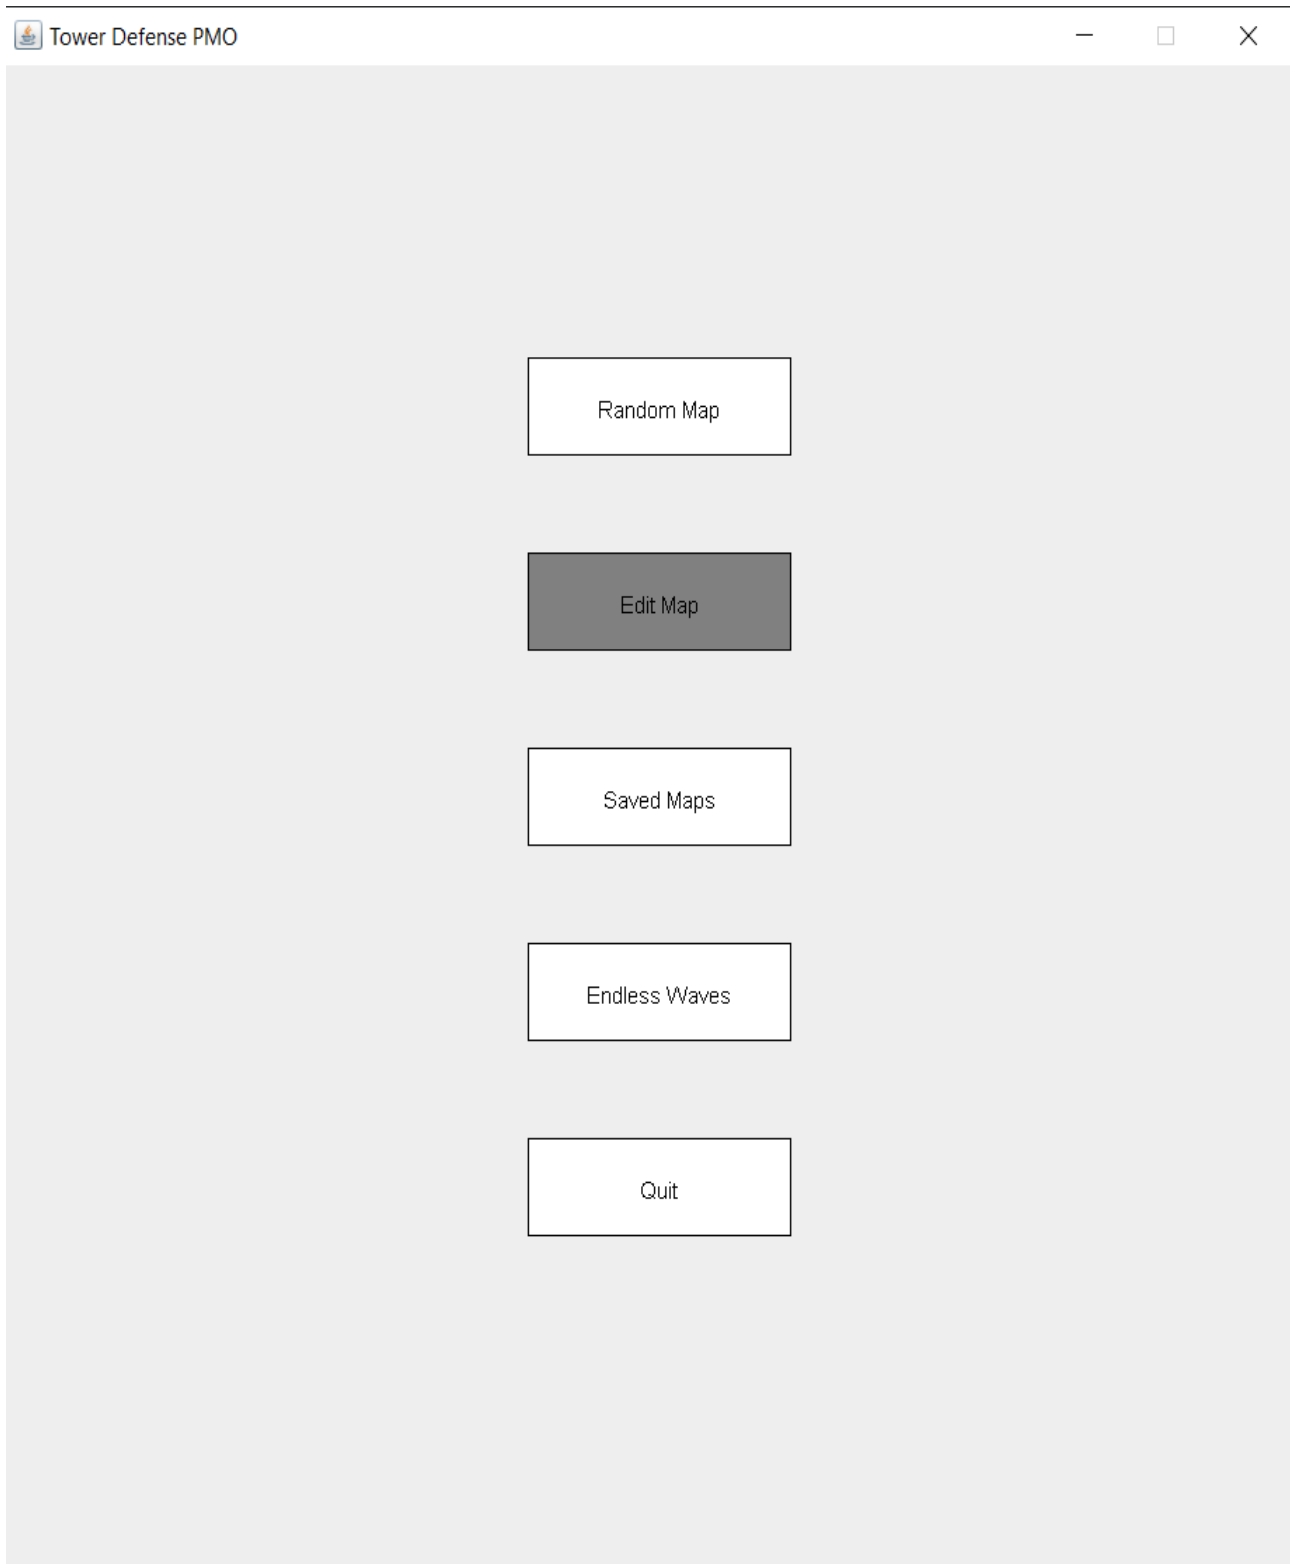 Tower Defense PMO
Random Map
Edit Map
Saved Maps
Endless Waves
Quit